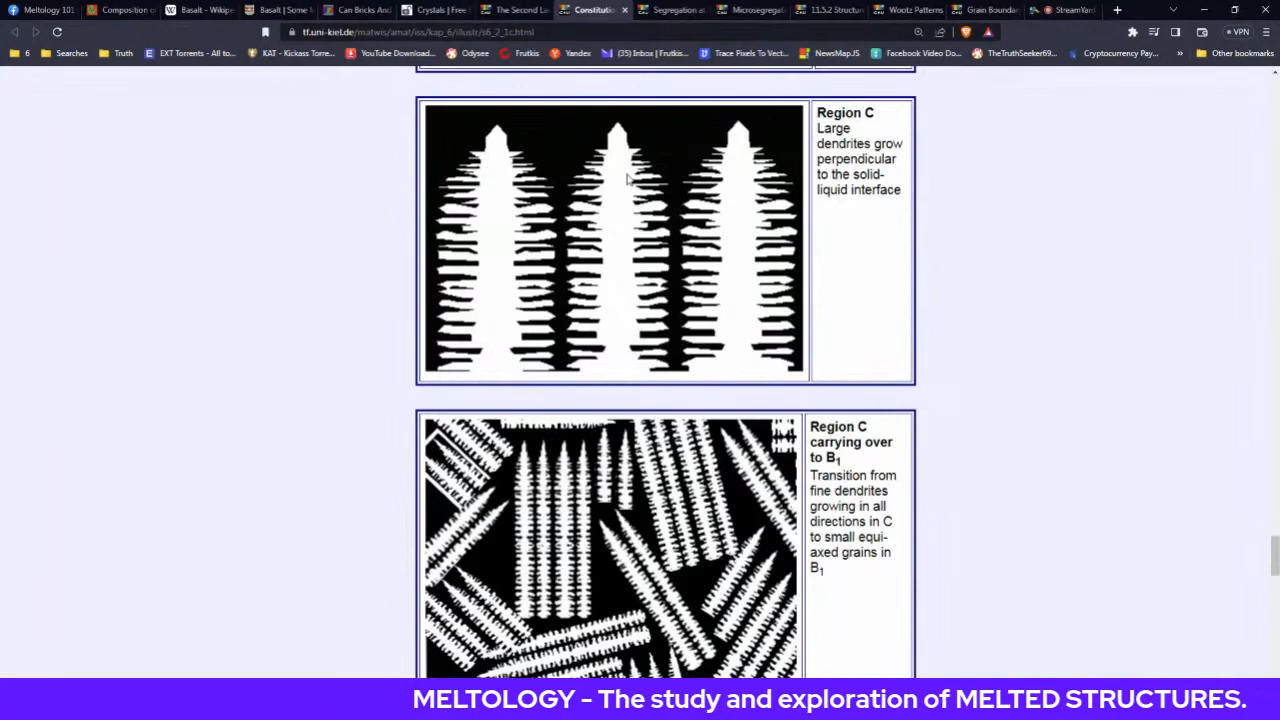 Meltology 101
Composition or
Basalt - Wikipe
Basalt | Some M
Can Bricks And
Crystals | Free
The Second La
Constitutio
Segregation at
Microsegregat
11.5.2 Structure
Wootz Patterns
Grain Boundar
StreamYard
tf.uni-kiel.de/matwis/amat/iss/kap_6/illustr/s6_2_1c.html
VPN
6
Searches
Truth
EXT Torrents - All to...
KAT - Kickass Torre...
YouTube Download...
Odysee
Frutkis
Yandex
(35) Inbox | Frutkis...
Trace Pixels To Vect...
NewsMapJS
Facebook Video Do...
TheTruthSeeker69...
Cryptocurrency Pay...
Other bookmarks
Region C
Large
dendrites grow
perpendicular
to the solid-
liquid interface
Region C
carrying over
to B1
Transition from
fine dendrites
growing in all
directions in C
to small equi-
axed grains in
B1
MELTOLOGY - The study and exploration of MELTED STRUCTURES.